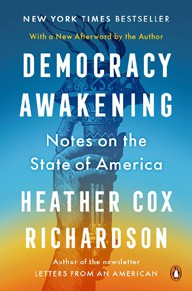 NEW YORK TIMES BESTSELLER
With a New Afterword by the Author
DEMOCRACY
AWAKENING
Notes on the
State of America
HEATHER COX
RICHARDSON
Author of the newsletter
LETTERS FROM AN AMERICAN